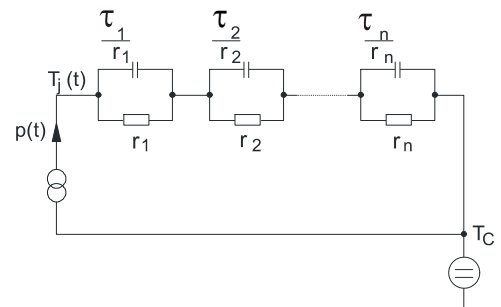 τ1/r1 τ2/r2 τn/rn
Tj(t)
p(t)
r1 r2 rn
TC